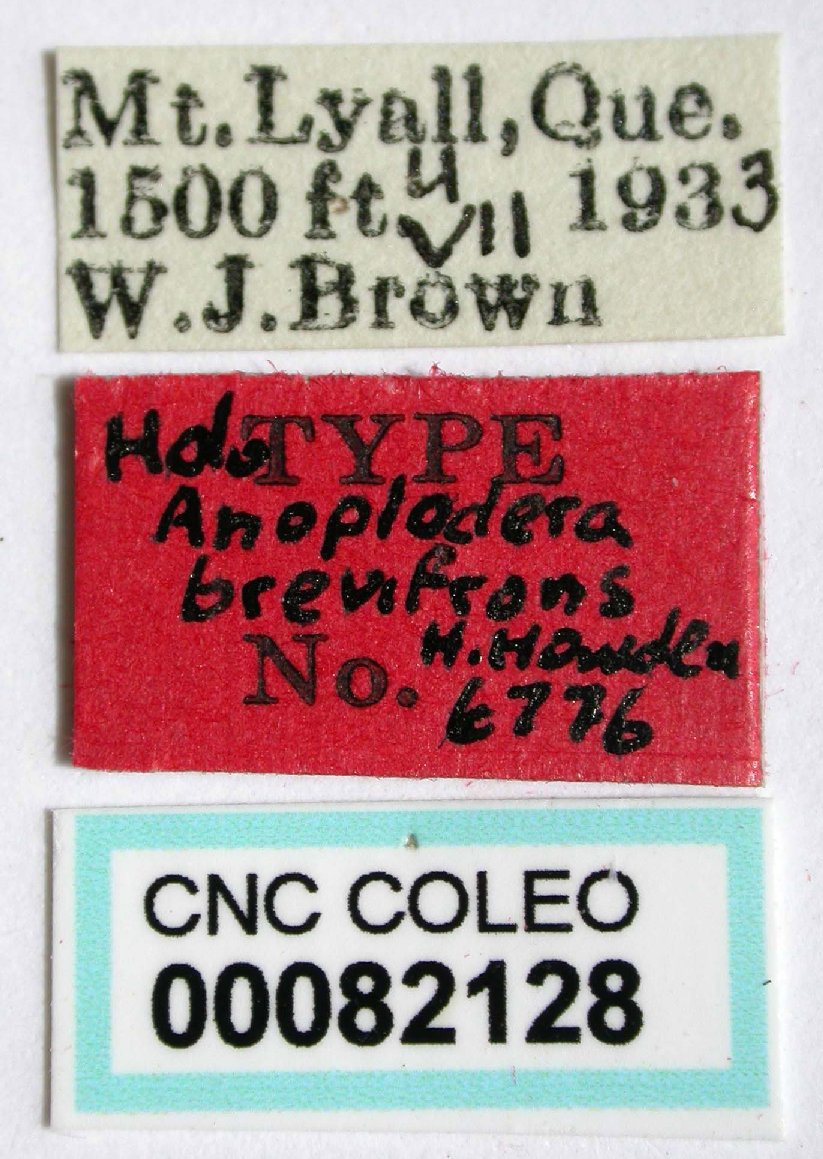 Mt. Lyall, Que.
1500 ft 4 VII 1933
W. J. Brown
Holo TYPE
Anoplodera
brevifrons
H. Howden
No. 6776
CNC COLEO
00082128